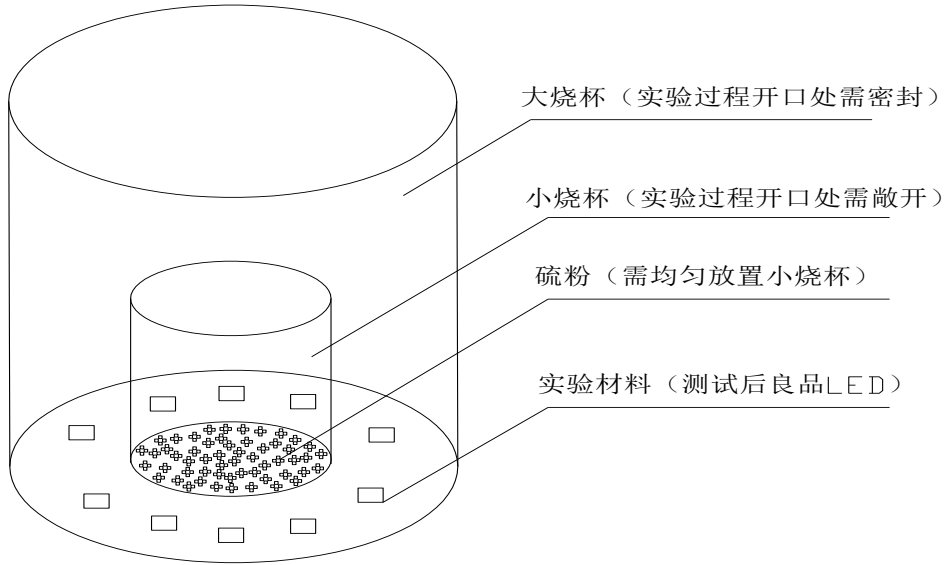 大烧杯（实验过程开口处需密封）
小烧杯（实验过程开口处需敞开）
硫粉（需均匀放置小烧杯）
实验材料（测试后良品LED）